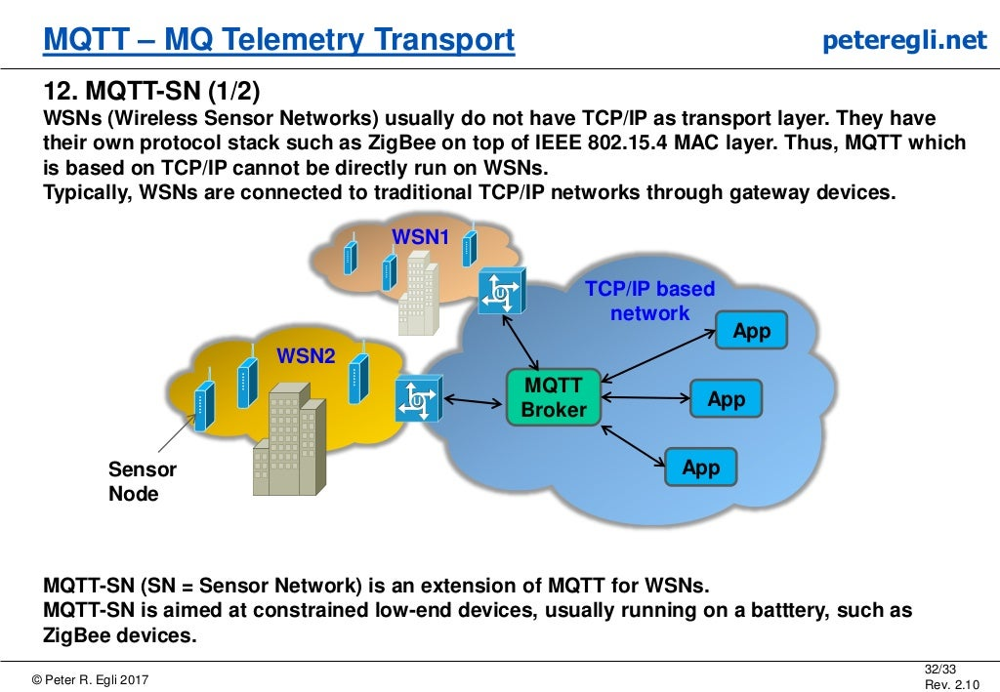 MQTT – MQ Telemetry Transport
peteregli.net
12. MQTT-SN (1/2)
WSNs (Wireless Sensor Networks) usually do not have TCP/IP as transport layer. They have
their own protocol stack such as ZigBee on top of IEEE 802.15.4 MAC layer. Thus, MQTT which
is based on TCP/IP cannot be directly run on WSNs.
Typically, WSNs are connected to traditional TCP/IP networks through gateway devices.
WSN1
U
TCP/IP based
network
App
WSN2
U
MQTT
Broker
App
App
Sensor
Node
MQTT-SN (SN = Sensor Network) is an extension of MQTT for WSNs.
MQTT-SN is aimed at constrained low-end devices, usually running on a batttery, such as
ZigBee devices.
© Peter R. Egli 2017
32/33
Rev. 2.10